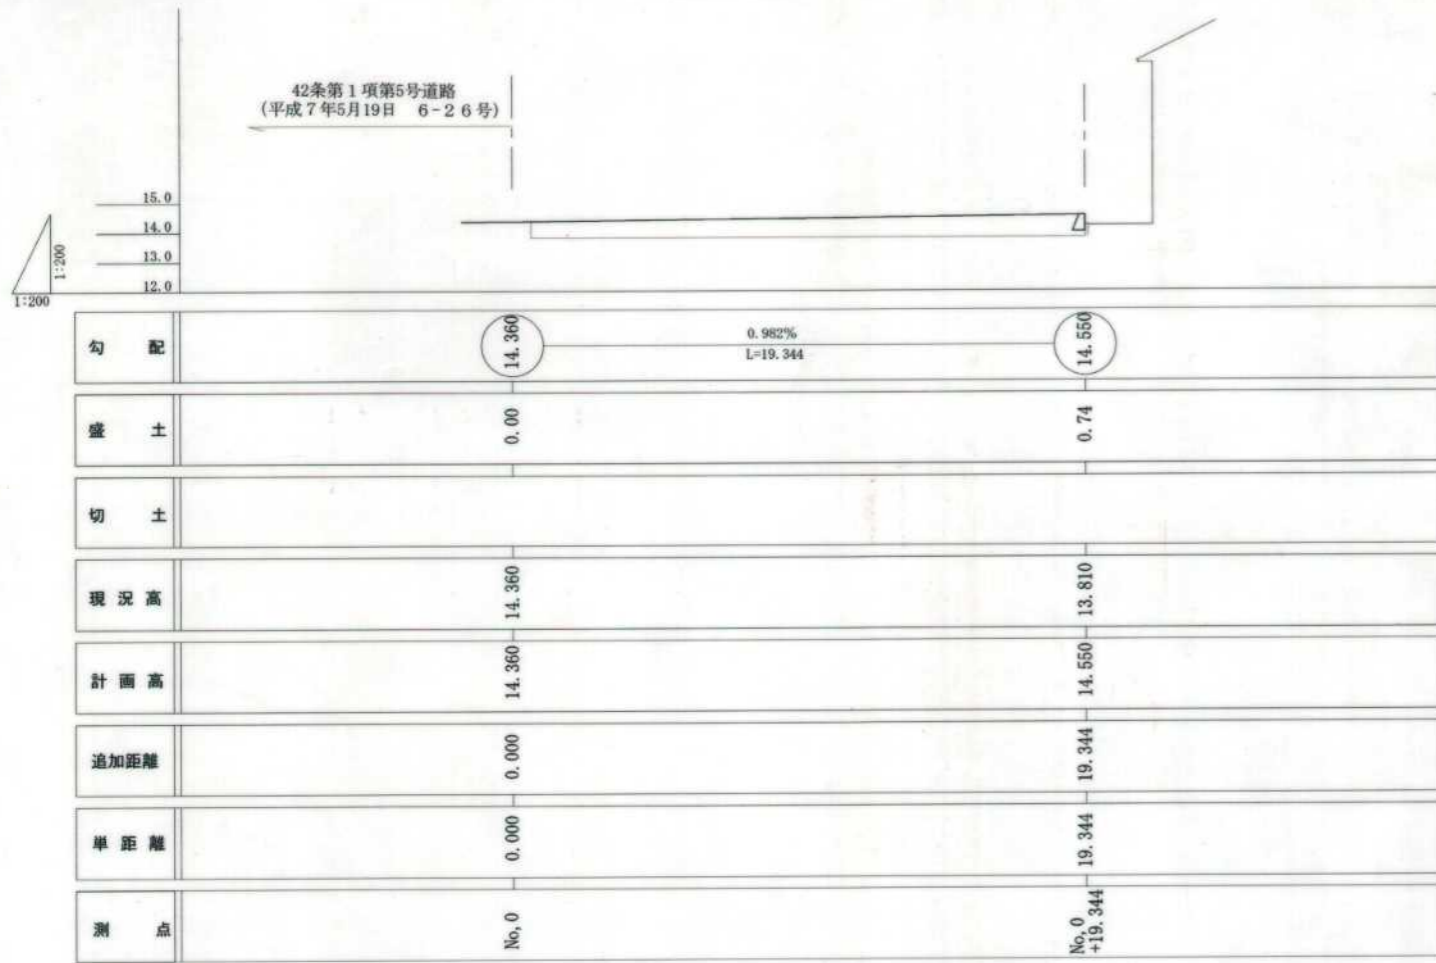 42条第1項第5号道路
(平成7年5月19日 6-26号)
15.0
14.0
13.0
12.0
1:200
1:200
勾 配
14.360
0.982%
L=19.344
14.550
盛 土
0.00
0.74
切 土
現 況 高
14.360
13.810
計 画 高
14.360
14.550
追加距離
0.000
19.344
単 距 離
0.000
19.344
測 点
No,0
No,0
+19.344